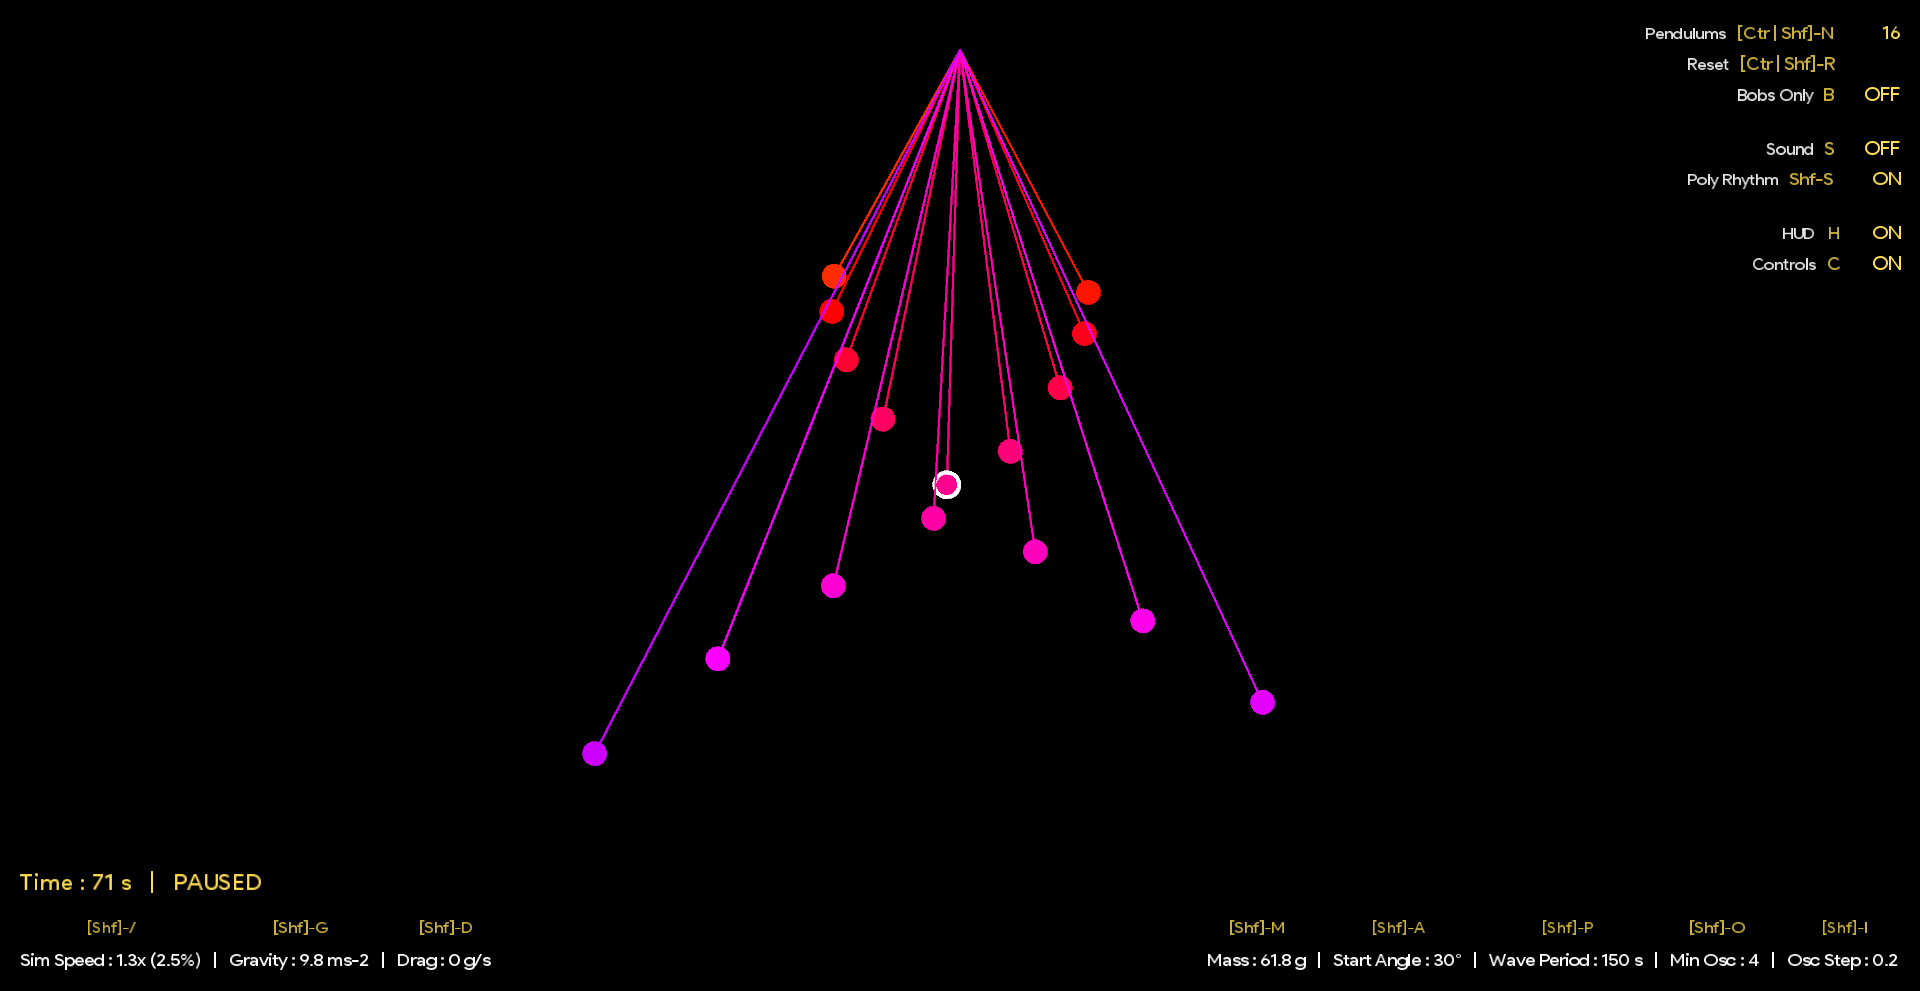 Pendulums [Ctr | Shf]-N 16
Reset [Ctr | Shf]-R
Bobs Only B OFF
Sound S OFF
Poly Rhythm Shf-S ON
HUD H ON
Controls C ON
Time : 71 s | PAUSED
[Shf]-/ [Shf]-G [Shf]-D [Shf]-M [Shf]-A [Shf]-P [Shf]-O [Shf]-I
Sim Speed : 1.3x (2.5%) | Gravity : 9.8 ms-2 | Drag : 0 g/s Mass : 61.8 g | Start Angle : 30° | Wave Period : 150 s | Min Osc : 4 | Osc Step : 0.2